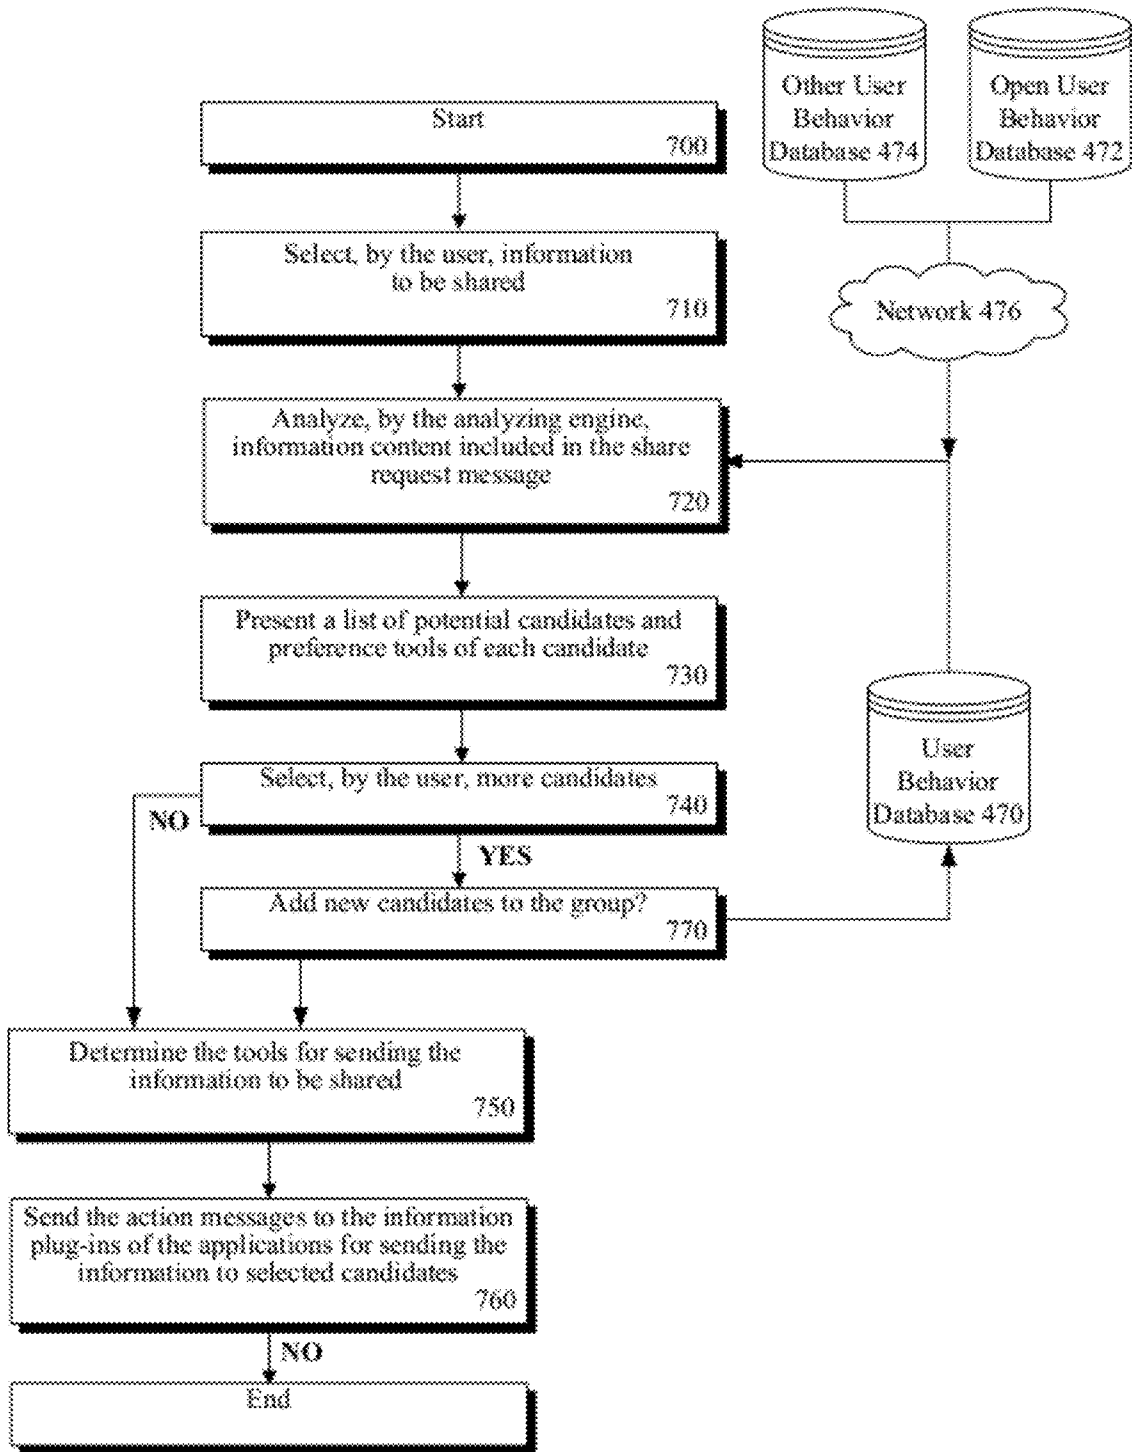 Start
700
Select, by the user, information
to be shared
710
Analyze, by the analyzing engine,
information content included in the share
request message
720
Present a list of potential candidates and
preference tools of each candidate
730
Select, by the user, more candidates
740
NO
YES
Add new candidates to the group?
770
Determine the tools for sending the
information to be shared
750
Send the action messages to the information
plug-ins of the applications for sending the
information to selected candidates
760
NO
End
Other User
Behavior
Database 474
Open User
Behavior
Database 472
Network 476
User
Behavior
Database 470